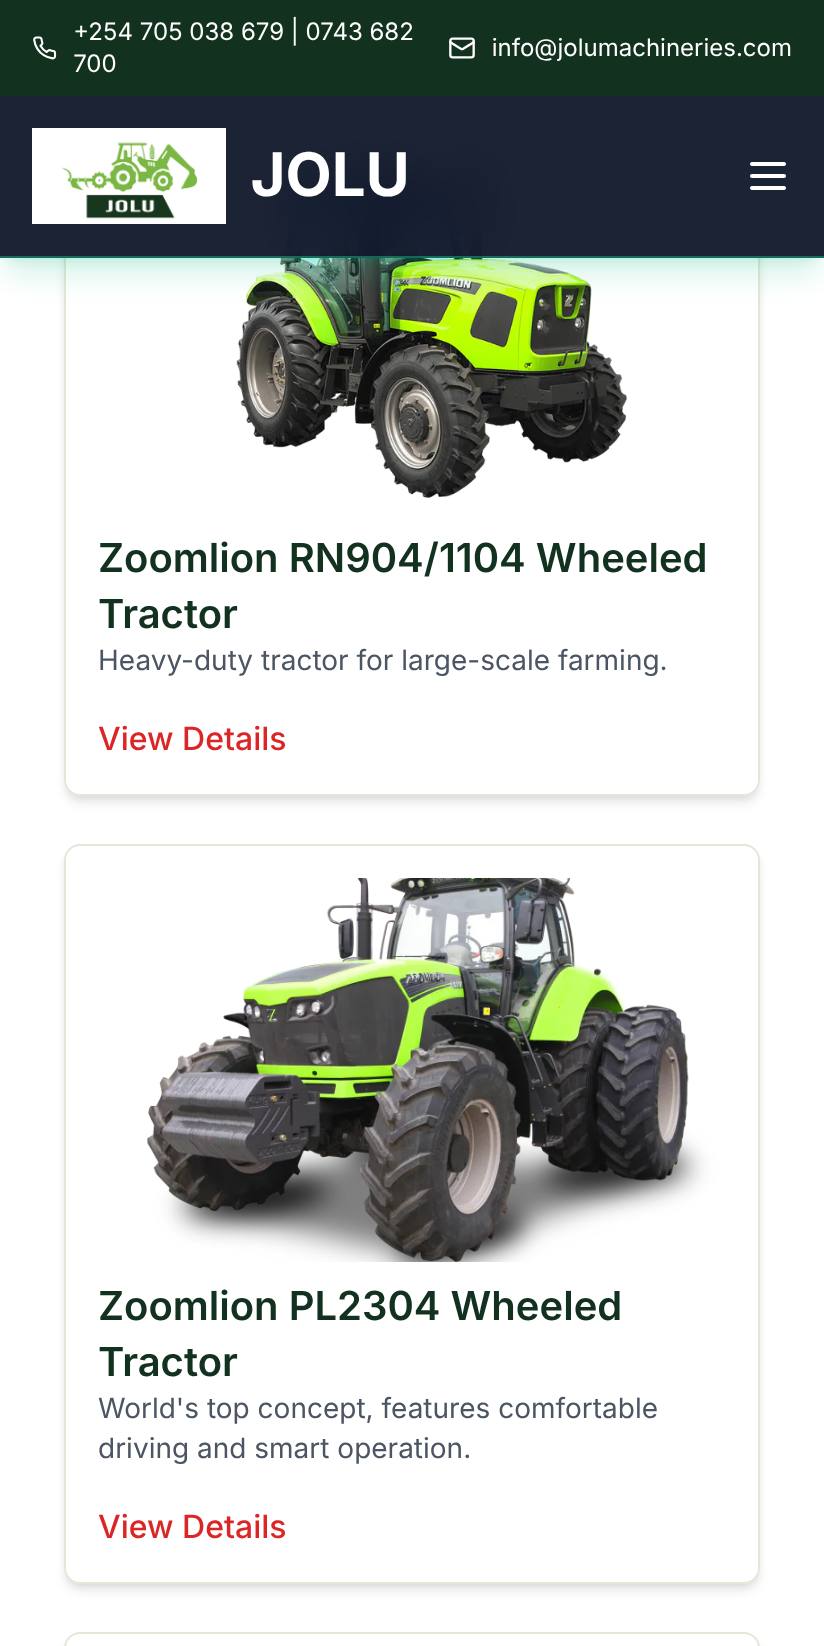 +254 705 038 679 | 0743 682
700
info@jolumachineries.com
JOLU
JOLU
ZOOMLION
Zoomlion RN904/1104 Wheeled
Tractor
Heavy-duty tractor for large-scale farming.
View Details
Zoomlion PL2304 Wheeled
Tractor
World's top concept, features comfortable
driving and smart operation.
View Details